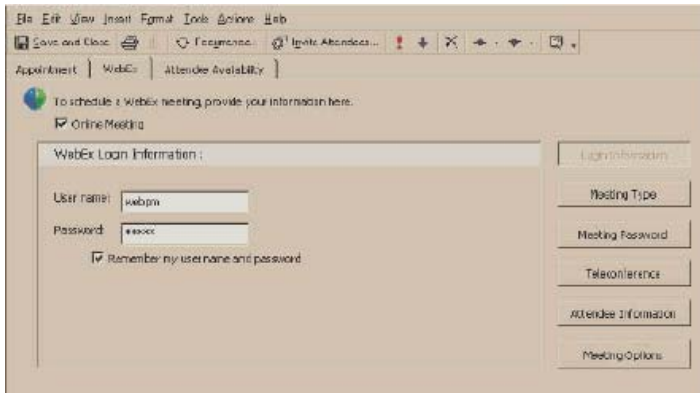 File Edit View Insert Format Tools Actions Help
Save and Close Recurrence... Invite Attendees...
Appointment WebEx Attendee Availability
To schedule a WebEx meeting, provide your information here.
Online Meeting
WebEx Login Information :
Login Information
User name: webpm
Meeting Type
Password: *****
Meeting Password
Remember my user name and password
Teleconference
Attendee Information
Meeting Options